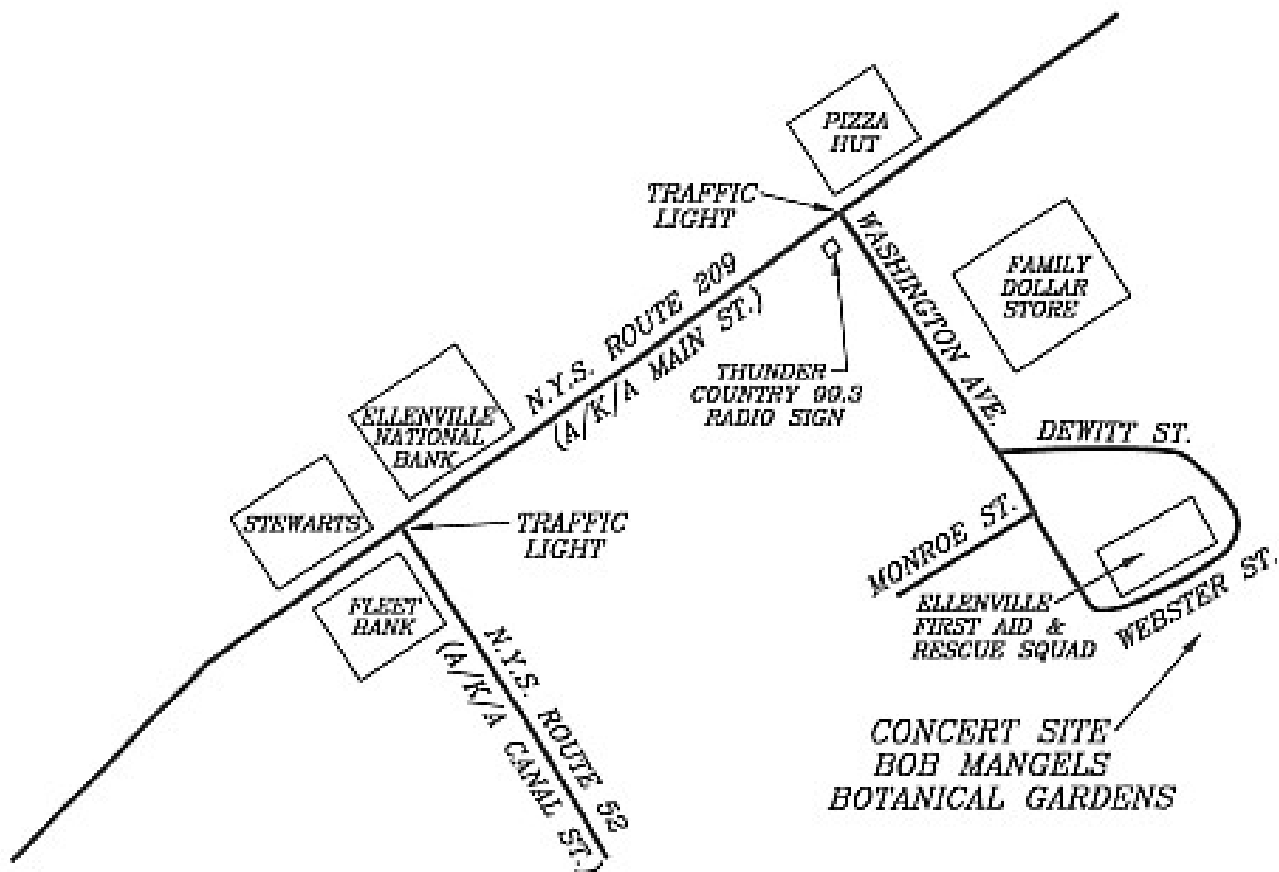 PIZZA
HUT
TRAFFIC
LIGHT
WASHINGTON AVE.
FAMILY
DOLLAR
STORE
N.Y.S. ROUTE 209
(A/K/A MAIN ST.)
THUNDER
COUNTRY 99.3
RADIO SIGN
ELLENVILLE
NATIONAL
BANK
DEWITT ST.
STEWARTS
TRAFFIC
LIGHT
MONROE ST.
FLEET
BANK
ELLENVILLE
FIRST AID &
RESCUE SQUAD
WEBSTER ST.
N.Y.S. ROUTE 52
(A/K/A CANAL ST.)
CONCERT SITE
BOB MANGELS
BOTANICAL GARDENS